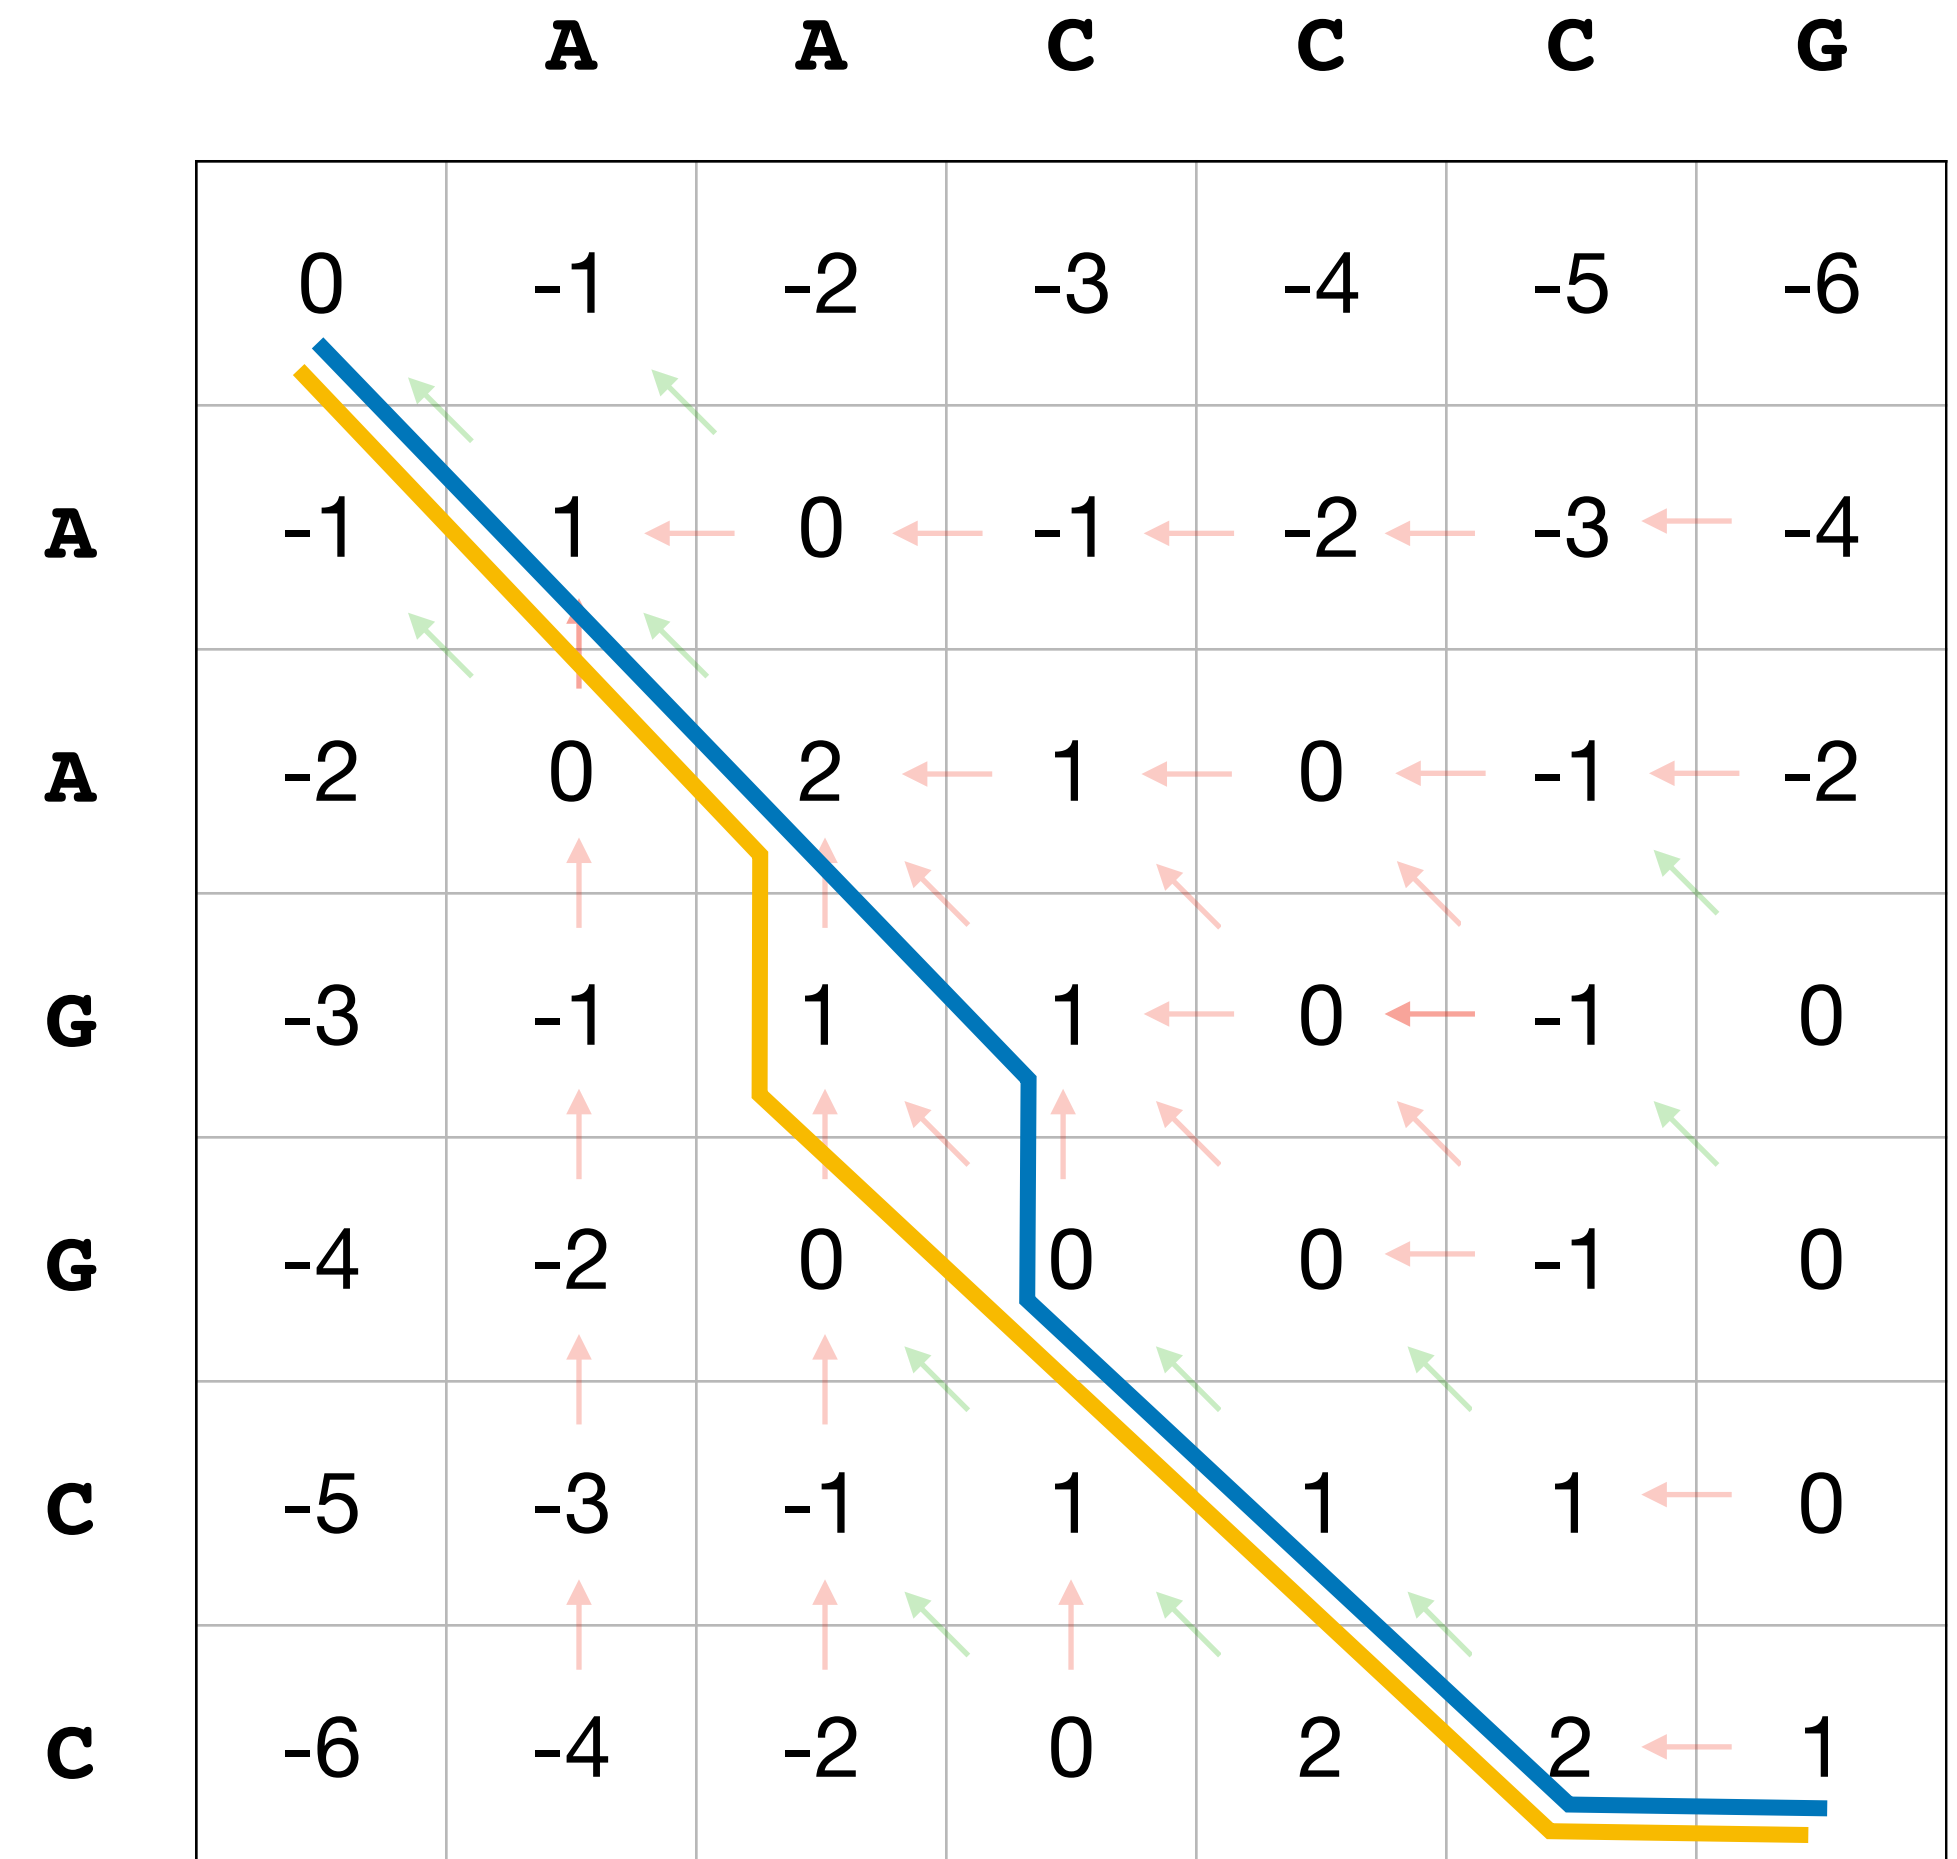 A A C C C G
0 -1 -2 -3 -4 -5 -6
A -1 1 0 -1 -2 -3 -4
A -2 0 2 1 0 -1 -2
G -3 -1 1 1 0 -1 0
G -4 -2 0 0 0 -1 0
C -5 -3 -1 1 1 1 0
C -6 -4 -2 0 2 2 1